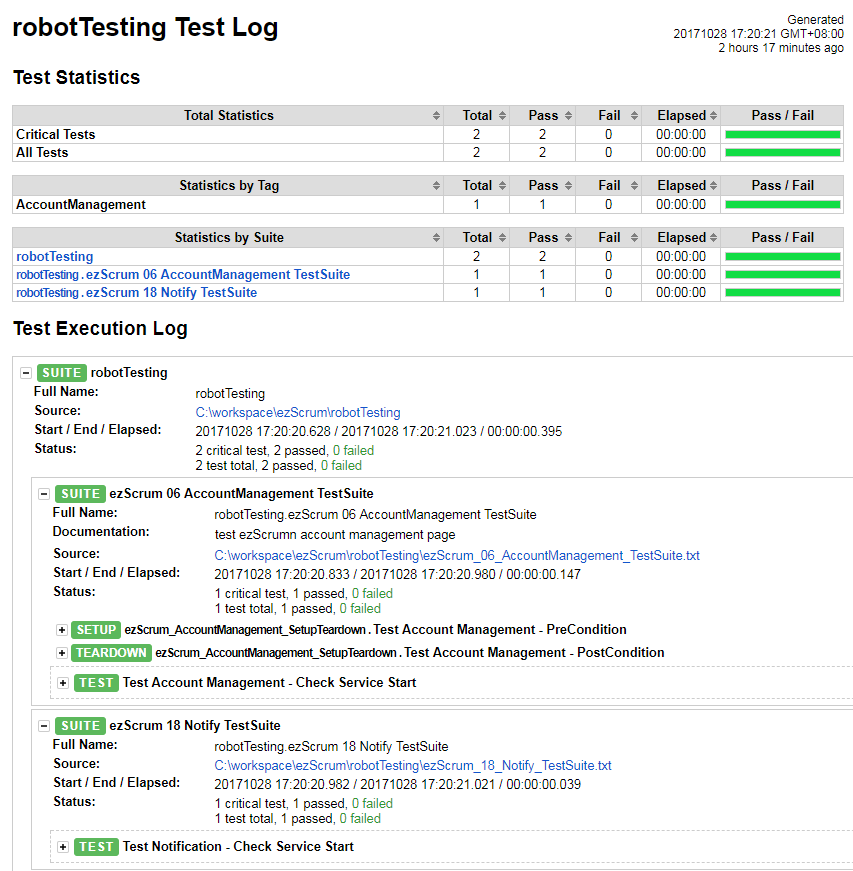 robotTesting Test Log
Generated
20171028 17:20:21 GMT+08:00
2 hours 17 minutes ago
Test Statistics
Total Statistics Total Pass Fail Elapsed Pass / Fail
Critical Tests 2 2 0 00:00:00
All Tests 2 2 0 00:00:00
Statistics by Tag Total Pass Fail Elapsed Pass / Fail
AccountManagement 1 1 0 00:00:00
Statistics by Suite Total Pass Fail Elapsed Pass / Fail
robotTesting 2 2 0 00:00:00
robotTesting . ezScrum 06 AccountManagement TestSuite 1 1 0 00:00:00
robotTesting . ezScrum 18 Notify TestSuite 1 1 0 00:00:00
Test Execution Log
SUITE robotTesting
Full Name: robotTesting
Source: C:\workspace\ezScrum\robotTesting
Start / End / Elapsed: 20171028 17:20:20.628 / 20171028 17:20:21.023 / 00:00:00.395
Status: 2 critical test, 2 passed, 0 failed
2 test total, 2 passed, 0 failed
SUITE ezScrum 06 AccountManagement TestSuite
Full Name: robotTesting.ezScrum 06 AccountManagement TestSuite
Documentation: test ezScrumn account management page
Source: C:\workspace\ezScrum\robotTesting\ezScrum_06_AccountManagement_TestSuite.txt
Start / End / Elapsed: 20171028 17:20:20.833 / 20171028 17:20:20.980 / 00:00:00.147
Status: 1 critical test, 1 passed, 0 failed
1 test total, 1 passed, 0 failed
SETUP ezScrum_AccountManagement_SetupTeardown . Test Account Management - PreCondition
TEARDOWN ezScrum_AccountManagement_SetupTeardown . Test Account Management - PostCondition
TEST Test Account Management - Check Service Start
SUITE ezScrum 18 Notify TestSuite
Full Name: robotTesting.ezScrum 18 Notify TestSuite
Source: C:\workspace\ezScrum\robotTesting\ezScrum_18_Notify_TestSuite.txt
Start / End / Elapsed: 20171028 17:20:20.982 / 20171028 17:20:21.021 / 00:00:00.039
Status: 1 critical test, 1 passed, 0 failed
1 test total, 1 passed, 0 failed
TEST Test Notification - Check Service Start